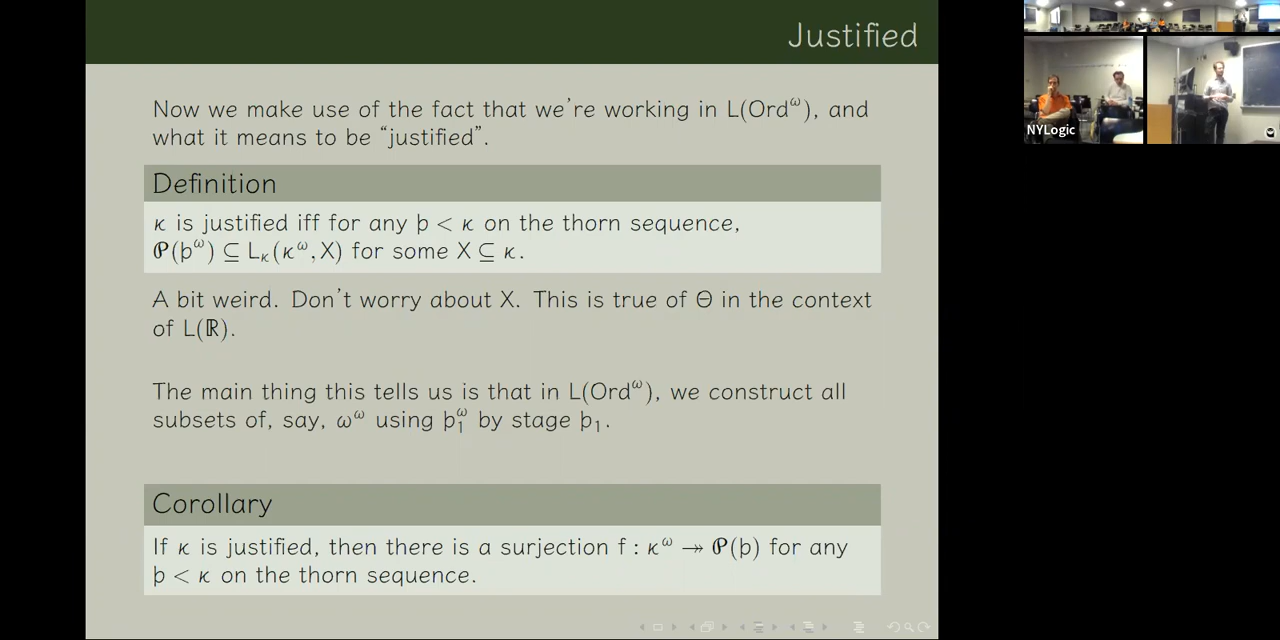 Justified
Now we make use of the fact that we're working in L(Ord^ω), and
what it means to be "justified".
Definition
κ is justified iff for any þ < κ on the thorn sequence,
𝒫(þ^ω) ⊆ L_κ(κ^ω, X) for some X ⊆ κ.
A bit weird. Don't worry about X. This is true of Θ in the context
of L(ℝ).
The main thing this tells us is that in L(Ord^ω), we construct all
subsets of, say, ω^ω using þ₁^ω by stage þ₁.
Corollary
If κ is justified, then there is a surjection f : κ^ω ↠ 𝒫(þ) for any
þ < κ on the thorn sequence.
NYLogic